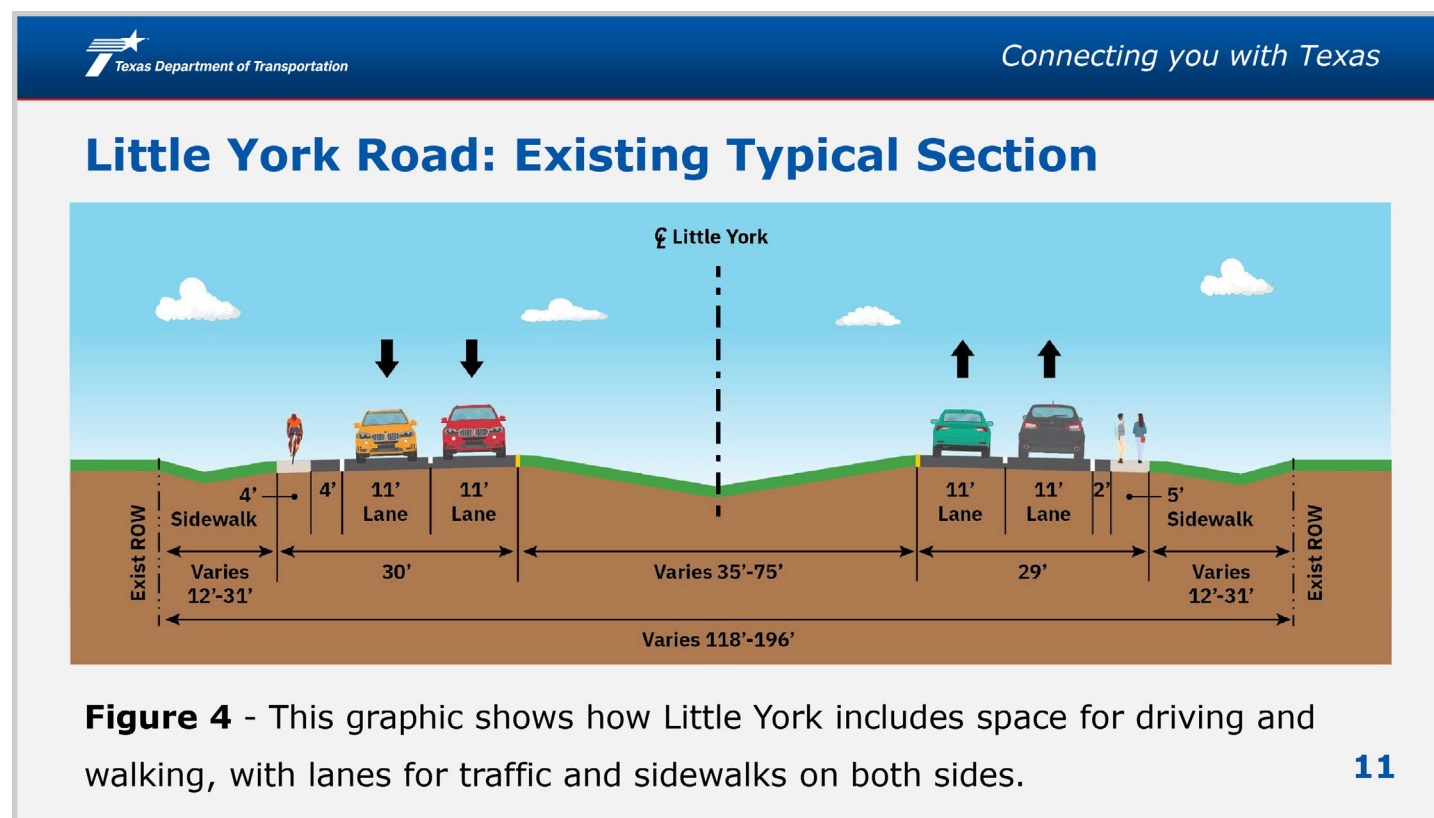 Texas Department of Transportation
Connecting you with Texas
Little York Road: Existing Typical Section
℄ Little York
4’
Sidewalk
4’
11’
Lane
11’
Lane
11’
Lane
11’
Lane
2’
5’
Sidewalk
Exist ROW
Varies
12’-31’
30’
Varies 35’-75’
29’
Varies
12’-31’
Exist ROW
Varies 118’-196’
Figure 4 - This graphic shows how Little York includes space for driving and
walking, with lanes for traffic and sidewalks on both sides.
11